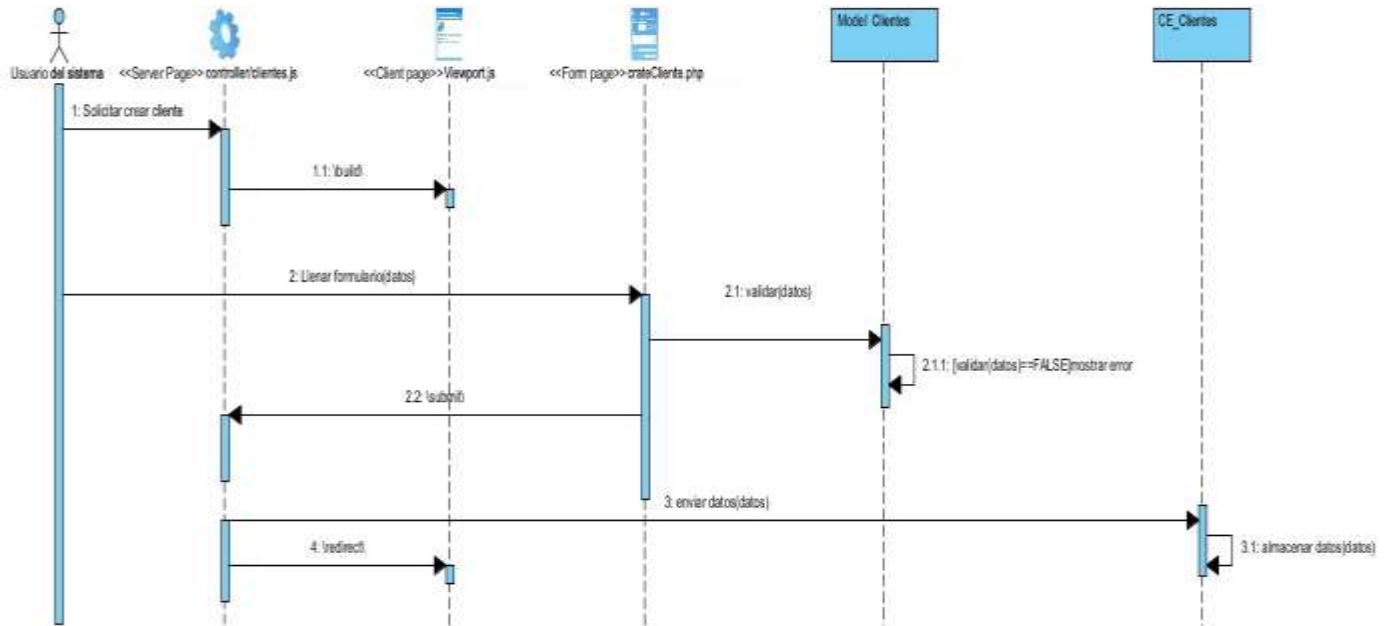 Model Clientes
CE_Clientes
Usuario del sistema
<<Server Page>>controller/clientes.js
<<Client page>>Viewport.js
<<Form page>>crateCliente.php
1: Solicitar crear cliente
1.1: \build\
2: Llenar formulario(datos)
2.1: validar(datos)
2.1.1: [validar(datos)==FALSE]mostrar error
2.2: \submit\
3: enviar datos(datos)
4: \redirect\
3.1: almacenar datos(datos)